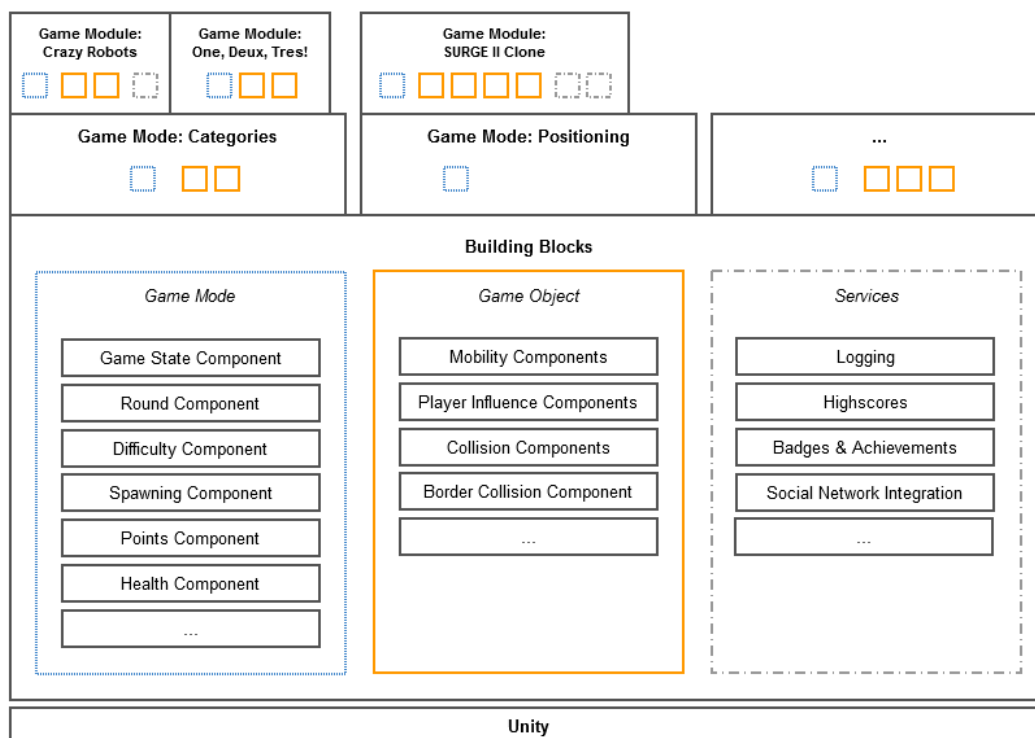 Game Module:
Crazy Robots
Game Module:
One, Deux, Tres!
Game Module:
SURGE II Clone
Game Mode: Categories
Game Mode: Positioning
...
Building Blocks
Game Mode
Game State Component
Round Component
Difficulty Component
Spawning Component
Points Component
Health Component
...
Game Object
Mobility Components
Player Influence Components
Collision Components
Border Collision Component
...
Services
Logging
Highscores
Badges & Achievements
Social Network Integration
...
Unity